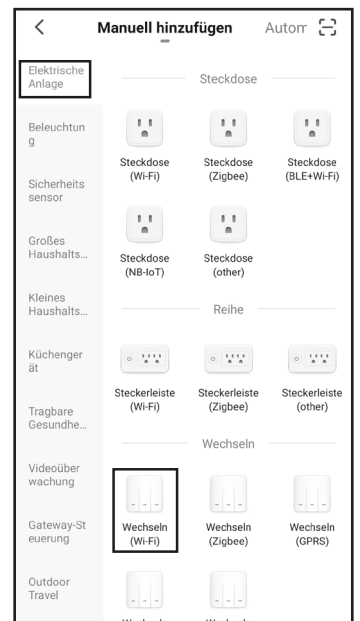 Manuell hinzufügen Autom
Elektrische
Anlage
Beleuchtun
g
Sicherheits
sensor
Großes
Haushalts...
Kleines
Haushalts...
Küchenger
ät
Tragbare
Gesundhe...
Videoüber
wachung
Gateway-St
euerung
Outdoor
Travel
Steckdose
Steckdose Steckdose Steckdose
(Wi-Fi) (Zigbee) (BLE+Wi-Fi)
Steckdose Steckdose
(NB-IoT) (other)
Reihe
Steckerleiste Steckerleiste Steckerleiste
(Wi-Fi) (Zigbee) (other)
Wechseln
Wechseln Wechseln Wechseln
(Wi-Fi) (Zigbee) (GPRS)